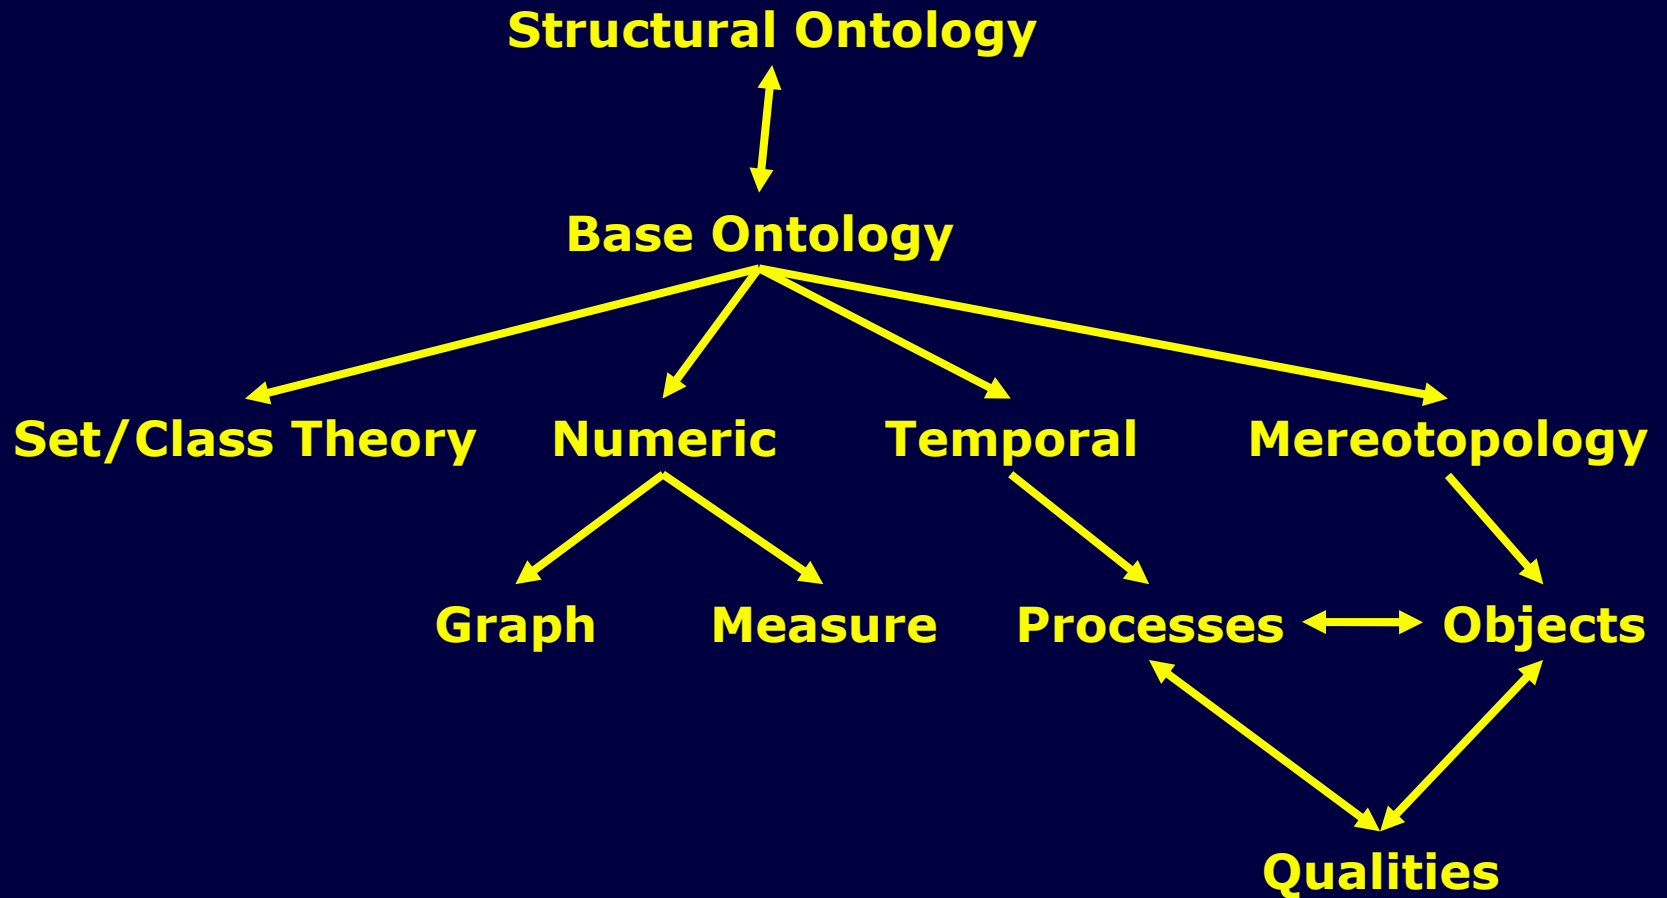 Structural Ontology
Base Ontology
Set/Class Theory Numeric Temporal Mereotopology
Graph Measure Processes Objects
Qualities